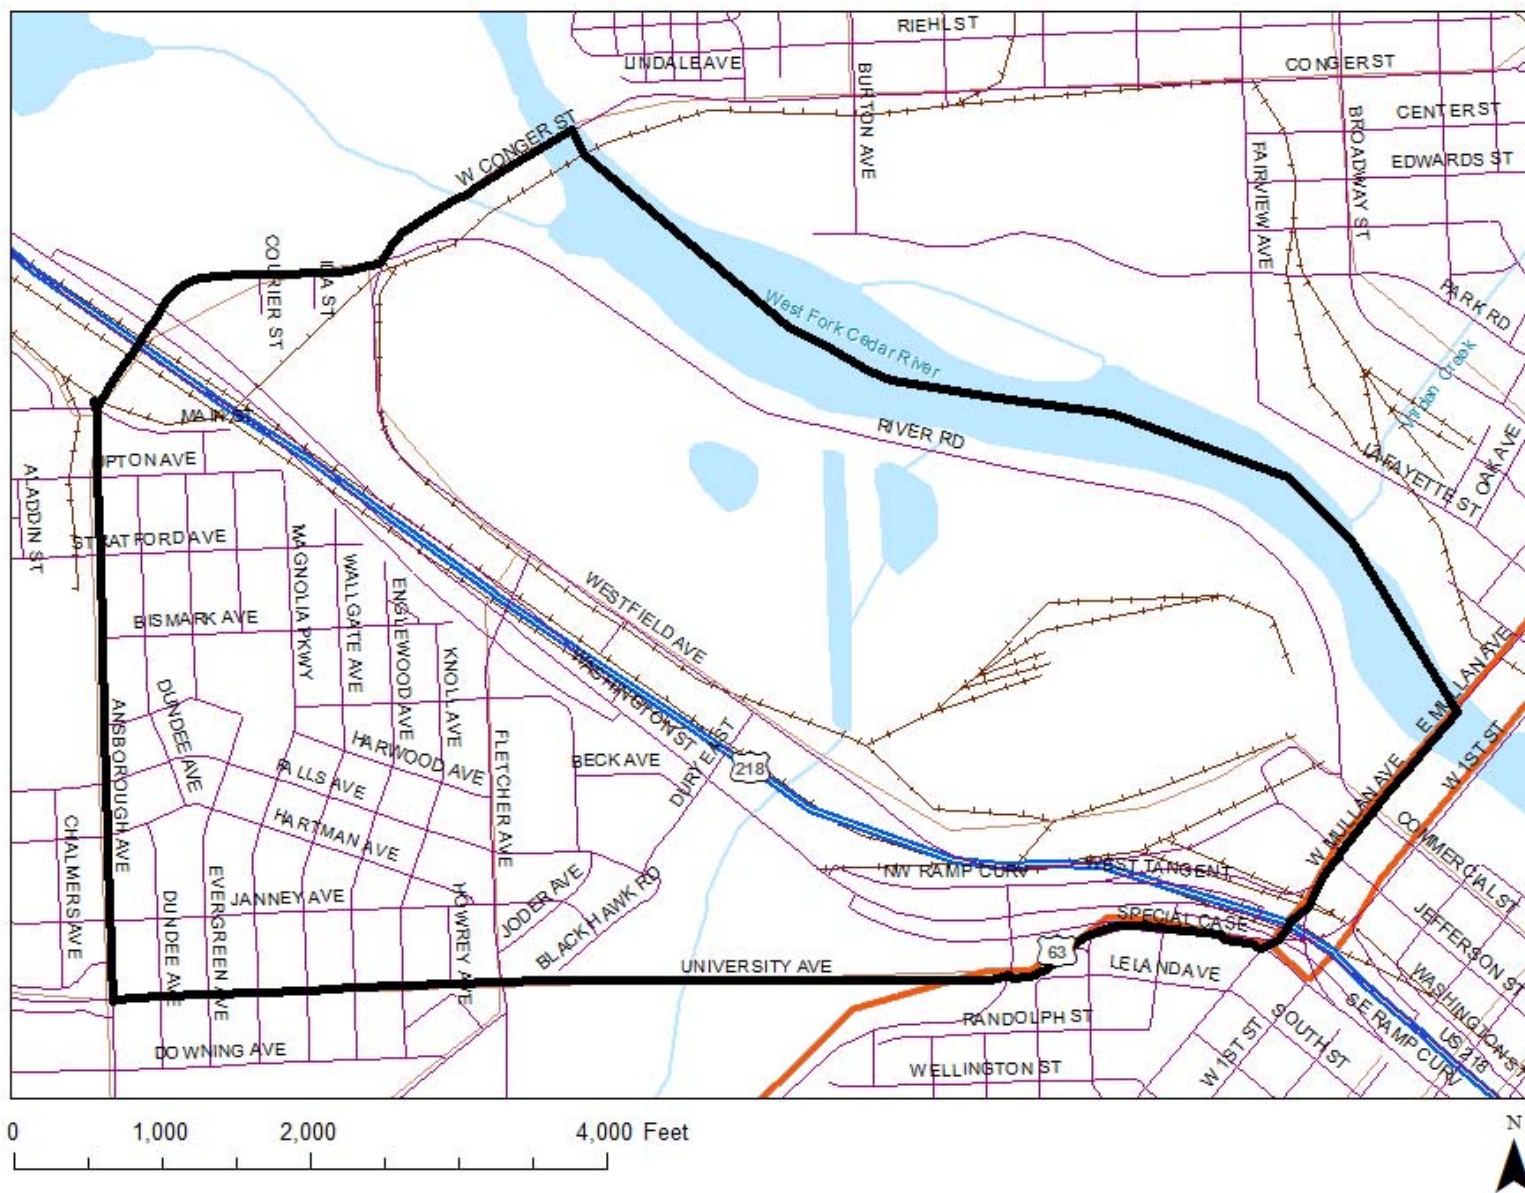 RIEHL ST
LINDALE AVE
CONGER ST
BURTON AVE
CENTER ST
BROADWAY ST
EDWARDS ST
W CONGER ST
FAIRVIEW AVE
COURIER ST
IDA ST
PARK RD
West Fork Cedar River
Virden Creek
MAIN ST
RIVER RD
OAK AVE
LAFAYETTE ST
UPTON AVE
ALADDIN ST
STRATFORD AVE
MAGNOLIA PKWY
WALLGATE AVE
ENGLEWOOD AVE
WESTFIELD AVE
BISMARK AVE
KNOLL AVE
WASHINGTON ST
E MULLAN AVE
DUNDEE AVE
ANSBOROUGH AVE
HARWOOD AVE
FLETCHER AVE
BECK AVE
DURYEA ST
218
W 1ST ST
FALLS AVE
W MULLAN AVE
HARTMAN AVE
CHALMERS AVE
COMMERCIAL ST
NW RAMP CURV
WEST TANGENT
JANNEY AVE
HOWREY AVE
JODER AVE
BLACK HAWK RD
DUNDEE AVE
EVERGREEN AVE
SPECIAL CASE
JEFFERSON ST
63
UNIVERSITY AVE
LELAND AVE
WASHINGTON ST
RANDOLPH ST
SOUTH ST
SE RAMP CURV
US 218
W 1ST ST
DOWNING AVE
WELLINGTON ST
0 1,000 2,000 4,000 Feet
N